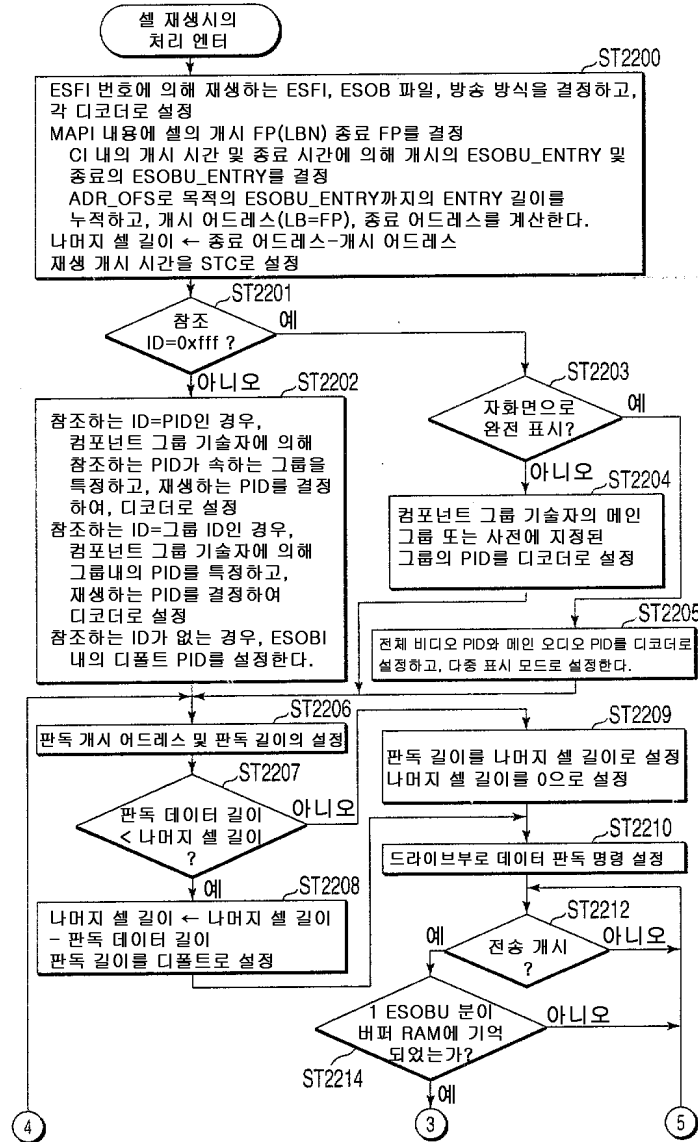 셀 재생시의
처리 엔터
ST2200
ESFI 번호에 의해 재생하는 ESFI, ESOB 파일, 방송 방식을 결정하고,
각 디코더로 설정
MAPI 내용에 셀의 개시 FP(LBN) 종료 FP를 결정
CI 내의 개시 시간 및 종료 시간에 의해 개시의 ESOBU_ENTRY 및
종료의 ESOBU_ENTRY를 결정
ADR_OFS로 목적의 ESOBU_ENTRY까지의 ENTRY 길이를
누적하고, 개시 어드레스(LB=FP), 종료 어드레스를 계산한다.
나머지 셀 길이 ← 종료 어드레스-개시 어드레스
재생 개시 시간을 STC로 설정
ST2201
참조
ID=0xfff ?
예
아니오
ST2202
참조하는 ID=PID인 경우,
컴포넌트 그룹 기술자에 의해
참조하는 PID가 속하는 그룹을
특정하고, 재생하는 PID를 결정
하여, 디코더로 설정
참조하는 ID=그룹 ID인 경우,
컴포넌트 그룹 기술자에 의해
그룹내의 PID를 특정하고,
재생하는 PID를 결정하여
디코더로 설정
참조하는 ID가 없는 경우, ESOBI
내의 디폴트 PID를 설정한다.
ST2203
자화면으로
완전 표시?
예
아니오
ST2204
컴포넌트 그룹 기술자의 메인
그룹 또는 사전에 지정된
그룹의 PID를 디코더로 설정
ST2205
전체 비디오 PID와 메인 오디오 PID를 디코더로
설정하고, 다중 표시 모드로 설정한다.
ST2206
판독 개시 어드레스 및 판독 길이의 설정
ST2207
판독 데이터 길이
< 나머지 셀 길이
?
아니오
예
ST2208
나머지 셀 길이 ← 나머지 셀 길이
- 판독 데이터 길이
판독 길이를 디폴트로 설정
ST2209
판독 길이를 나머지 셀 길이로 설정
나머지 셀 길이를 0으로 설정
ST2210
드라이브부로 데이터 판독 명령 설정
ST2212
전송 개시
?
예
아니오
1 ESOBU 분이
버퍼 RAM에 기억
되었는가?
아니오
ST2214
예
4
3
5